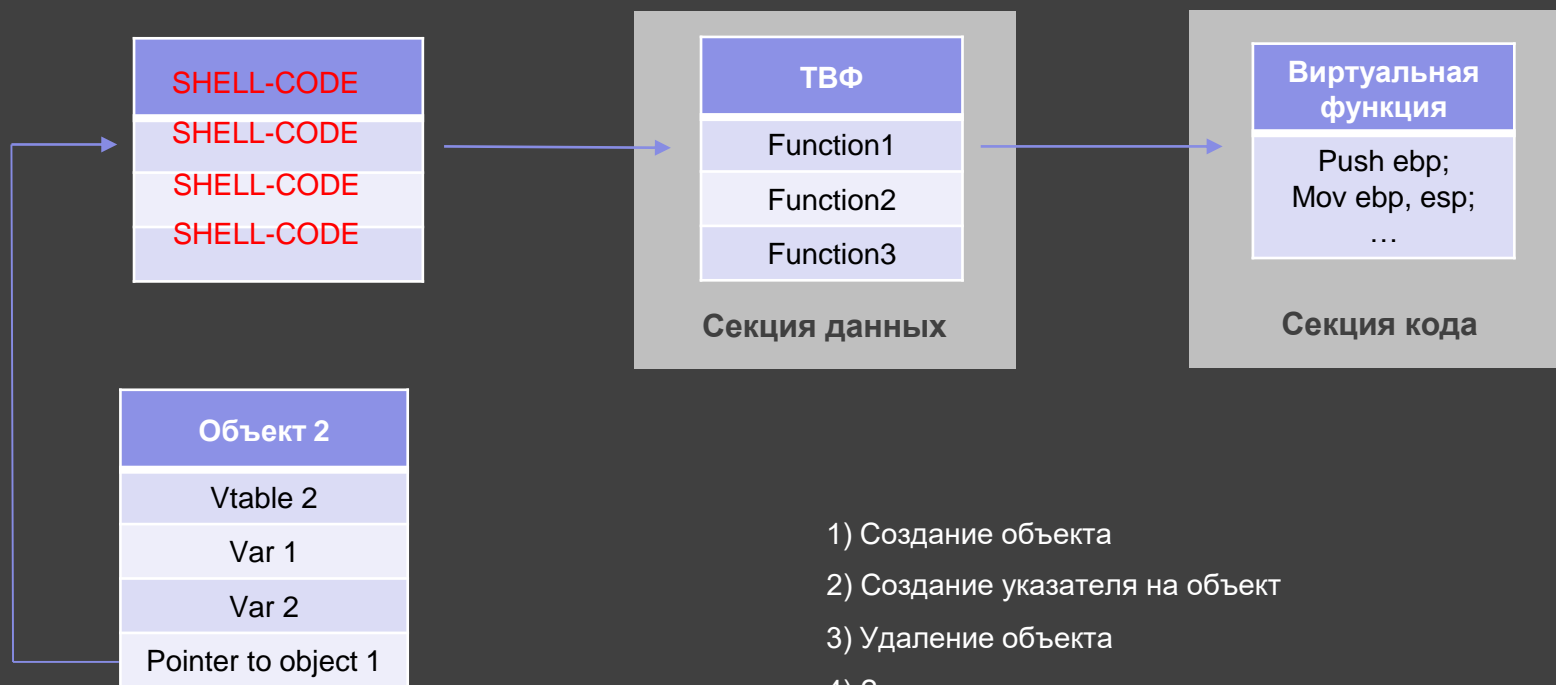 SHELL-CODE
SHELL-CODE
SHELL-CODE
SHELL-CODE
ТВФ
Function1
Function2
Function3
Секция данных
Виртуальная
функция
Push ebp;
Mov ebp, esp;
…
Секция кода
Объект 2
Vtable 2
Var 1
Var 2
Pointer to object 1
1) Создание объекта
2) Создание указателя на объект
3) Удаление объекта